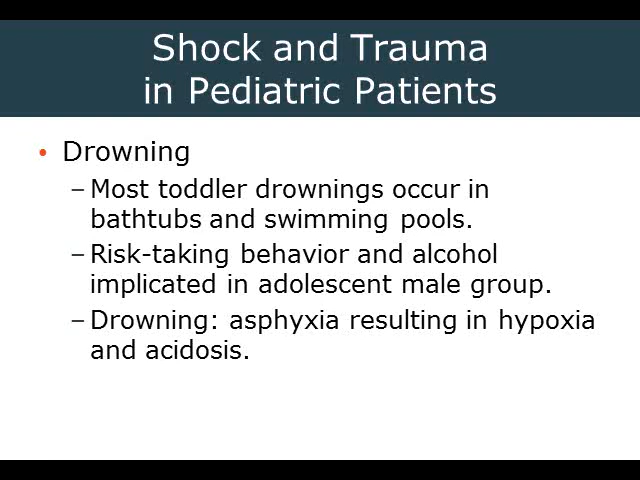 Shock and Trauma
in Pediatric Patients
• Drowning
–Most toddler drownings occur in
bathtubs and swimming pools.
–Risk-taking behavior and alcohol
implicated in adolescent male group.
–Drowning: asphyxia resulting in hypoxia
and acidosis.